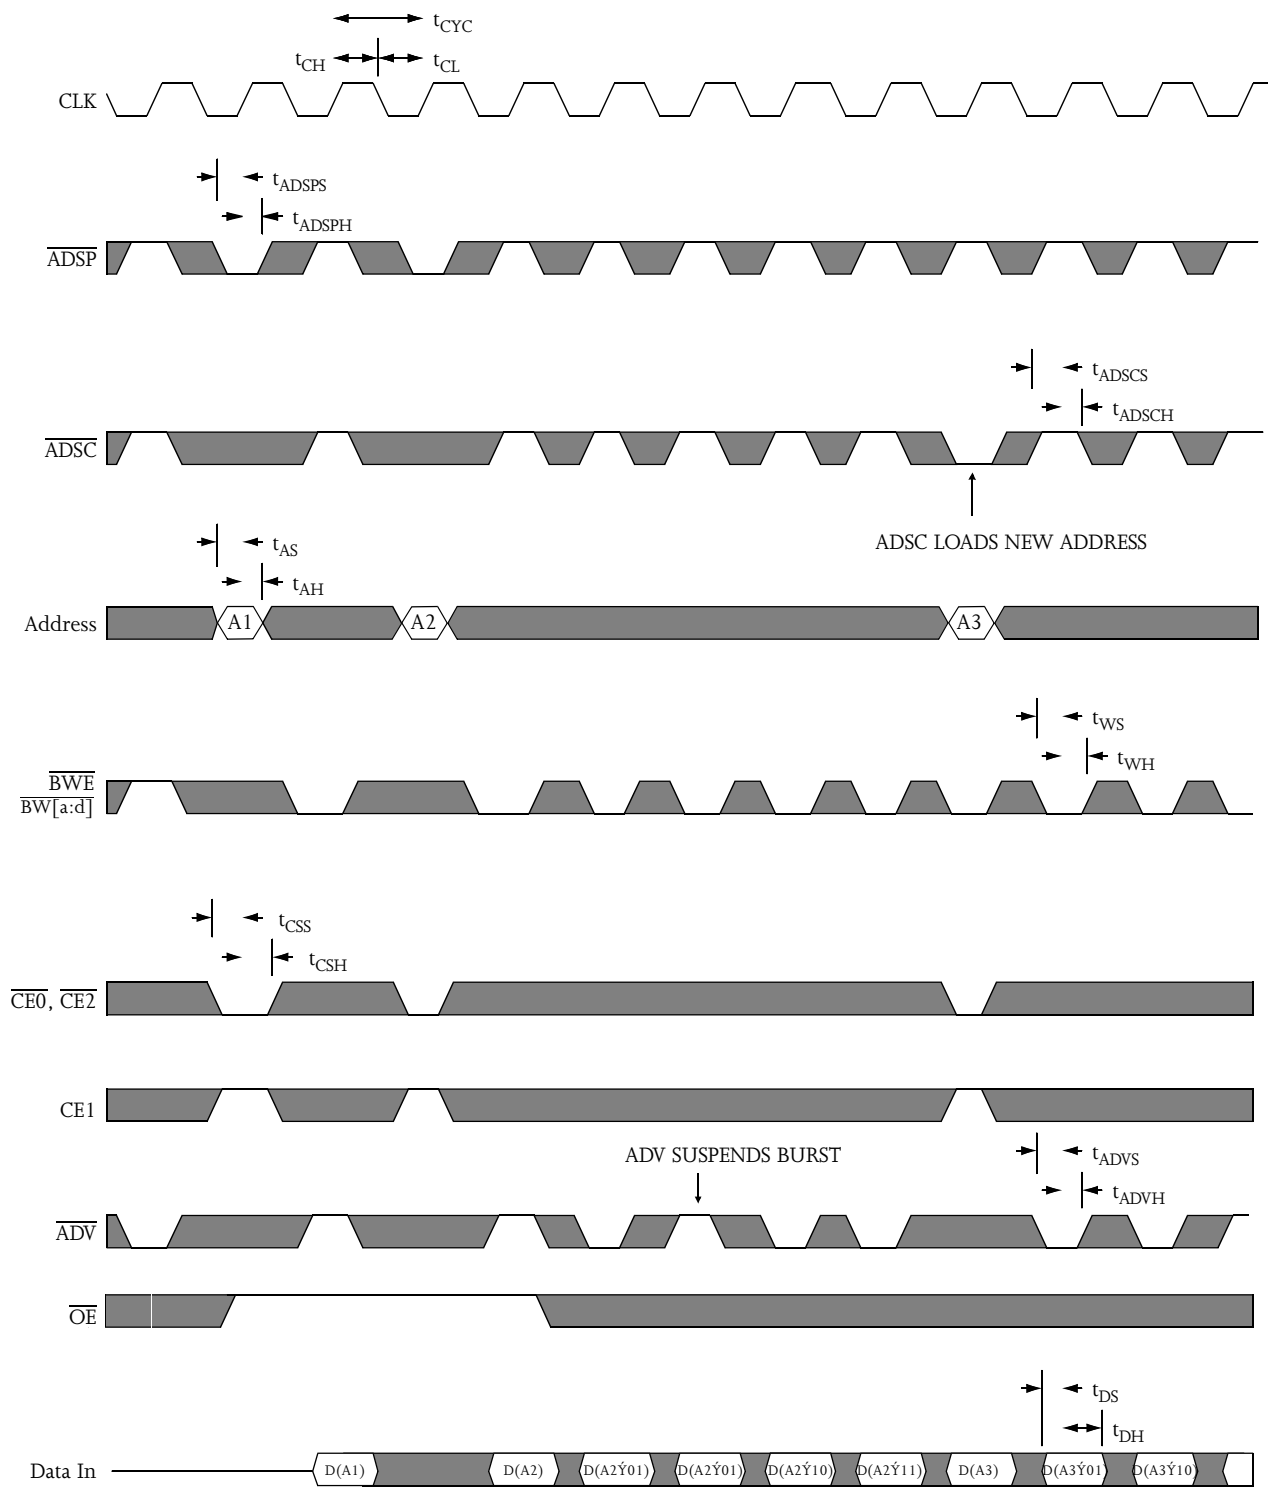 tCYC
tCH
tCL
CLK
tADSPS
tADSPH
ADSP
tADSCS
tADSCH
ADSC
ADSC LOADS NEW ADDRESS
tAS
tAH
Address
A1
A2
A3
tWS
tWH
BWE
BW[a:d]
tCSS
tCSH
CE0, CE2
CE1
ADV SUSPENDS BURST
tADVS
tADVH
ADV
OE
tDS
tDH
Data In
D(A1)
D(A2)
D(A2Ý01)
D(A2Ý01)
D(A2Ý10)
D(A2Ý11)
D(A3)
D(A3Ý01)
D(A3Ý10)